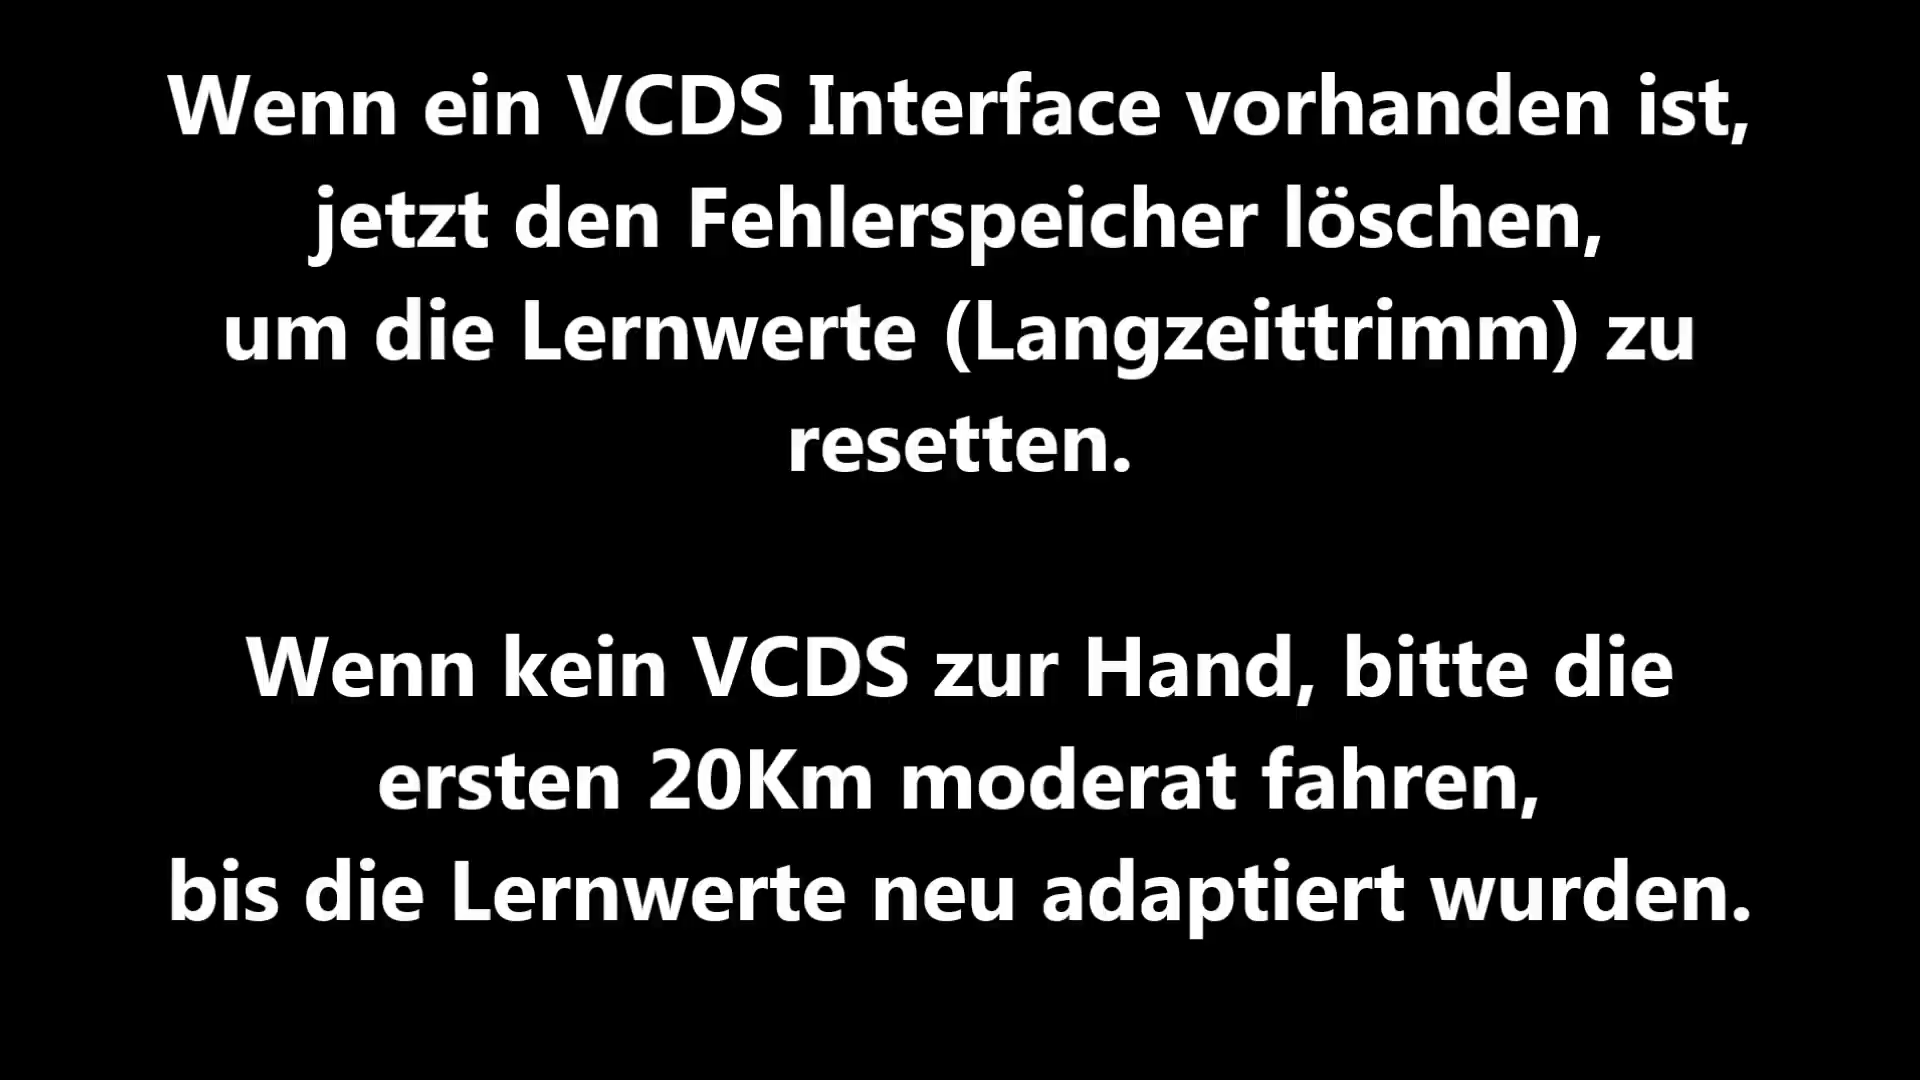 Wenn ein VCDS Interface vorhanden ist,
jetzt den Fehlerspeicher löschen,
um die Lernwerte (Langzeittrimm) zu
resetten.
Wenn kein VCDS zur Hand, bitte die
ersten 20Km moderat fahren,
bis die Lernwerte neu adaptiert wurden.